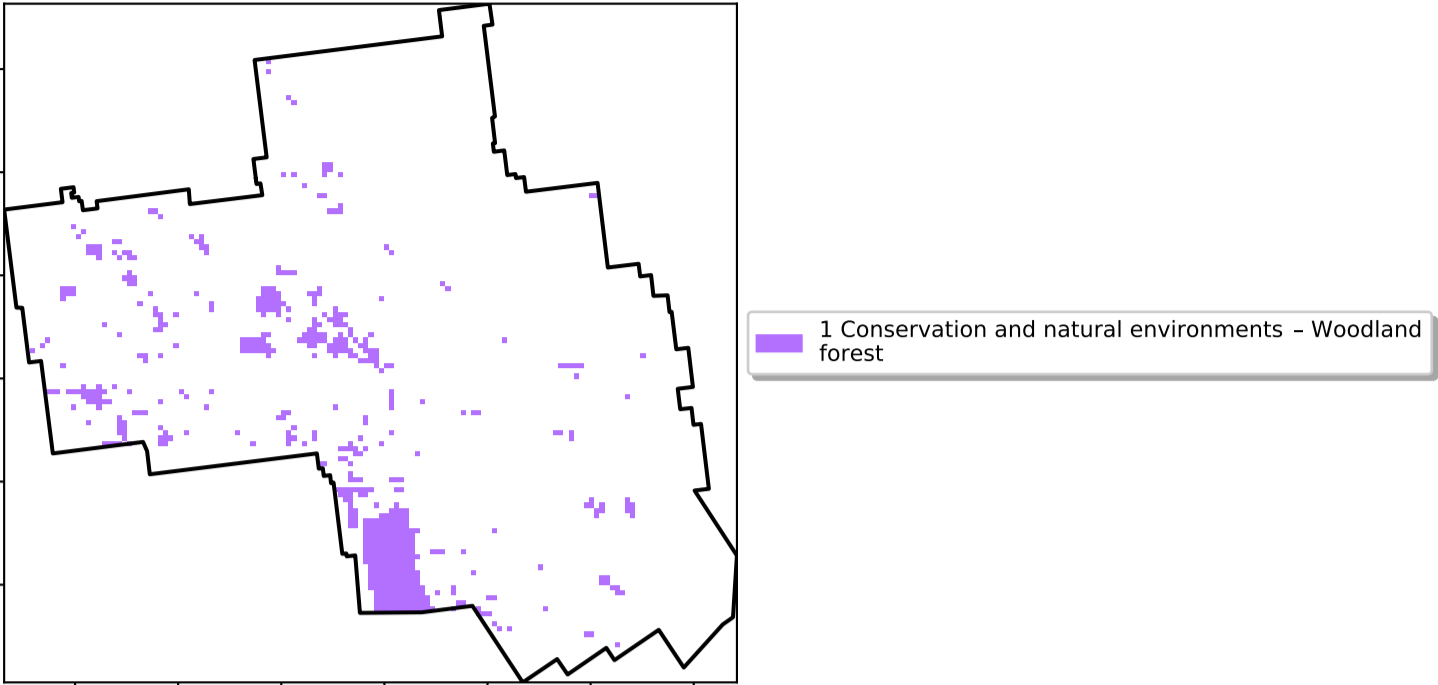 1 Conservation and natural environments – Woodland
forest